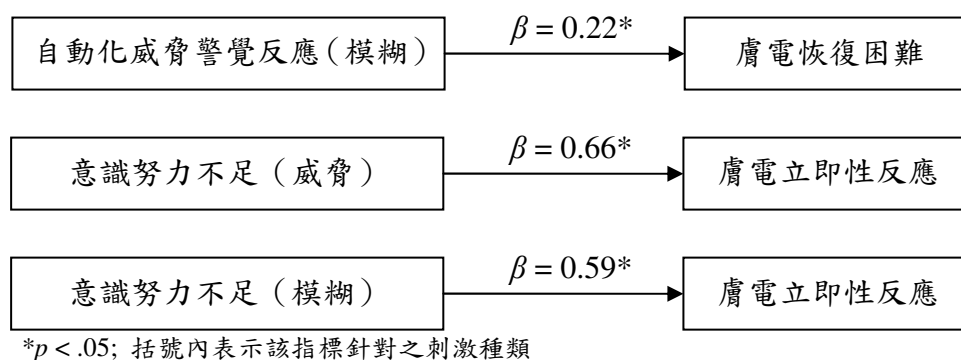 自動化威脅警覺反應（模糊）
β = 0.22*
膚電恢復困難
意識努力不足（威脅）
β = 0.66*
膚電立即性反應
意識努力不足（模糊）
β = 0.59*
膚電立即性反應
*p < .05; 括號內表示該指標針對之刺激種類